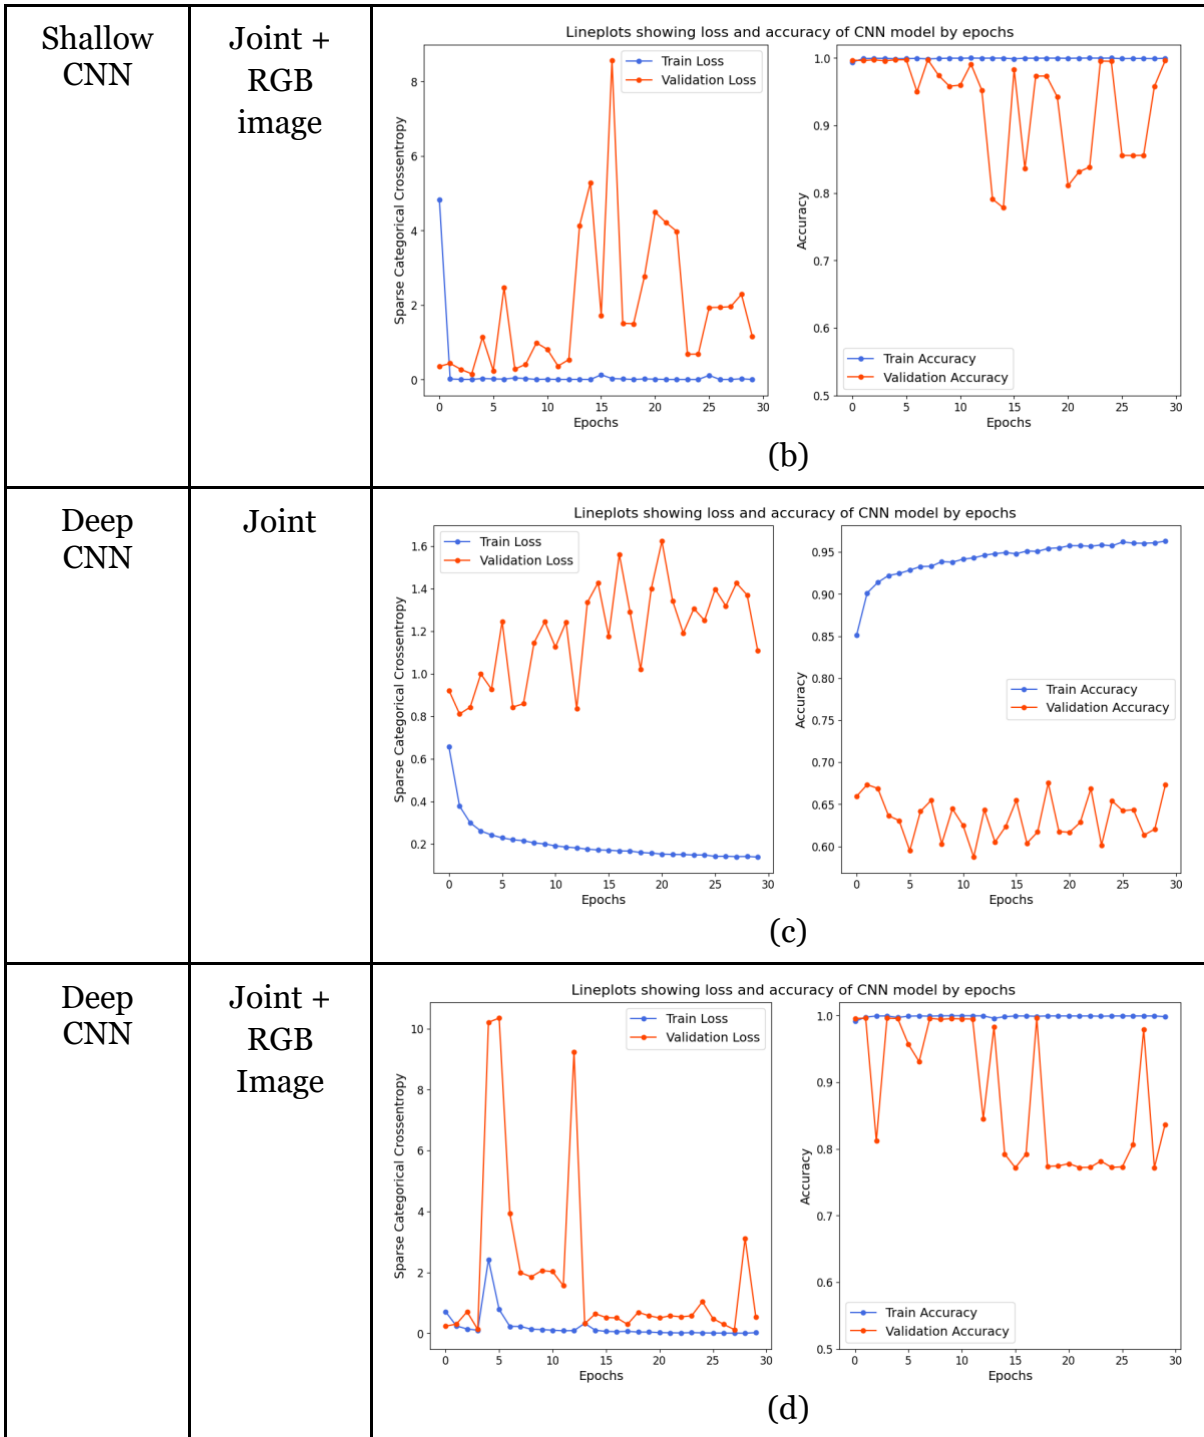 Shallow
CNN
Joint +
RGB
image
Lineplots showing loss and accuracy of CNN model by epochs
Sparse Categorical Crossentropy
8
6
4
2
0
Train Loss
Validation Loss
0 5 10 15 20 25 30
Epochs
Accuracy
1.0
0.9
0.8
0.7
0.6
0.5
Train Accuracy
Validation Accuracy
0 5 10 15 20 25 30
Epochs
(b)
Deep
CNN
Joint
Lineplots showing loss and accuracy of CNN model by epochs
Sparse Categorical Crossentropy
1.6
1.4
1.2
1.0
0.8
0.6
0.4
0.2
Train Loss
Validation Loss
0 5 10 15 20 25 30
Epochs
Accuracy
0.95
0.90
0.85
0.80
0.75
0.70
0.65
0.60
Train Accuracy
Validation Accuracy
0 5 10 15 20 25 30
Epochs
(c)
Deep
CNN
Joint +
RGB
Image
Lineplots showing loss and accuracy of CNN model by epochs
Sparse Categorical Crossentropy
10
8
6
4
2
0
Train Loss
Validation Loss
0 5 10 15 20 25 30
Epochs
Accuracy
1.0
0.9
0.8
0.7
0.6
0.5
Train Accuracy
Validation Accuracy
0 5 10 15 20 25 30
Epochs
(d)